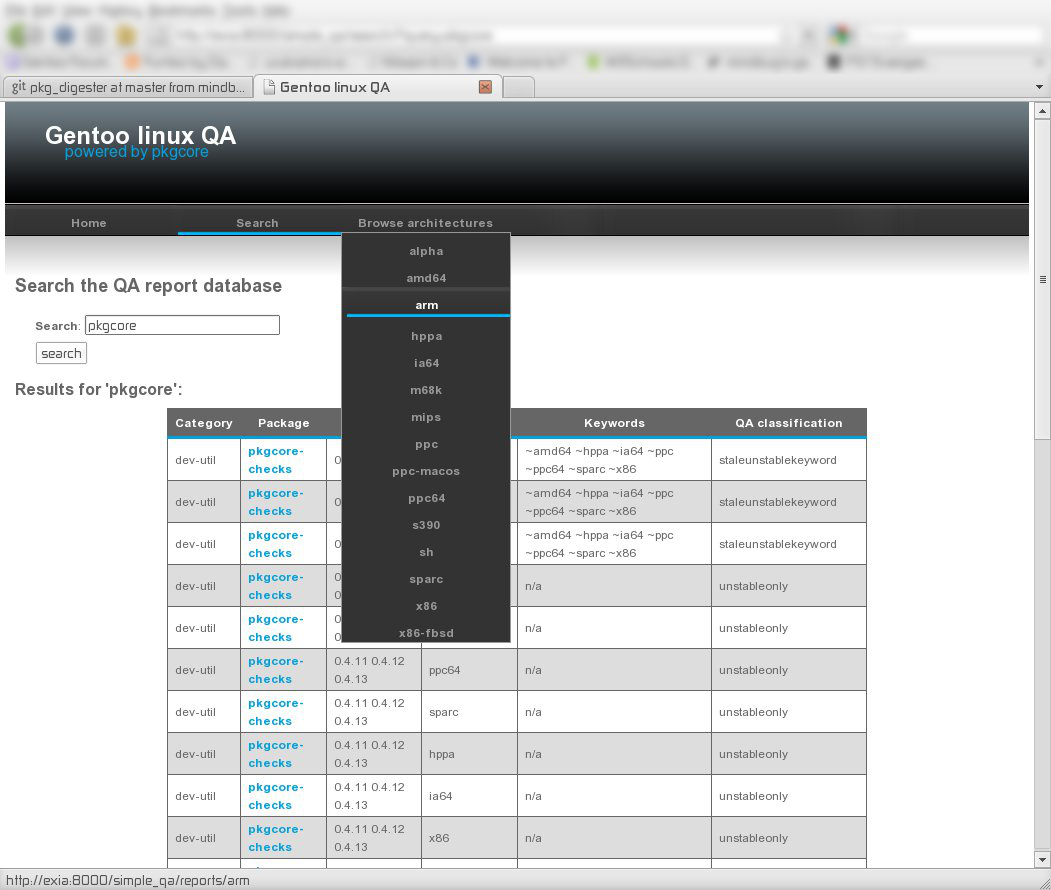 git pkg_digester at master from mindb...
Gentoo linux QA
Gentoo linux QA
powered by pkgcore
Home Search Browse architectures
alpha
amd64
arm
hppa
ia64
m68k
mips
ppc
ppc-macos
ppc64
s390
sh
sparc
x86
x86-fbsd
Search the QA report database
Search: pkgcore
search
Results for 'pkgcore':
Category Package Keywords QA classification
dev-util pkgcore-checks 0 ~amd64 ~hppa ~ia64 ~ppc ~ppc64 ~sparc ~x86 staleunstablekeyword
dev-util pkgcore-checks 0 ~amd64 ~hppa ~ia64 ~ppc ~ppc64 ~sparc ~x86 staleunstablekeyword
dev-util pkgcore-checks 0 ~amd64 ~hppa ~ia64 ~ppc ~ppc64 ~sparc ~x86 staleunstablekeyword
dev-util pkgcore-checks n/a unstableonly
dev-util pkgcore-checks n/a unstableonly
dev-util pkgcore-checks 0.4.11 0.4.12 0.4.13 ppc64 n/a unstableonly
dev-util pkgcore-checks 0.4.11 0.4.12 0.4.13 sparc n/a unstableonly
dev-util pkgcore-checks 0.4.11 0.4.12 0.4.13 hppa n/a unstableonly
dev-util pkgcore-checks 0.4.11 0.4.12 0.4.13 ia64 n/a unstableonly
dev-util pkgcore-checks 0.4.11 0.4.12 0.4.13 x86 n/a unstableonly
http://exia:8000/simple_qa/reports/arm